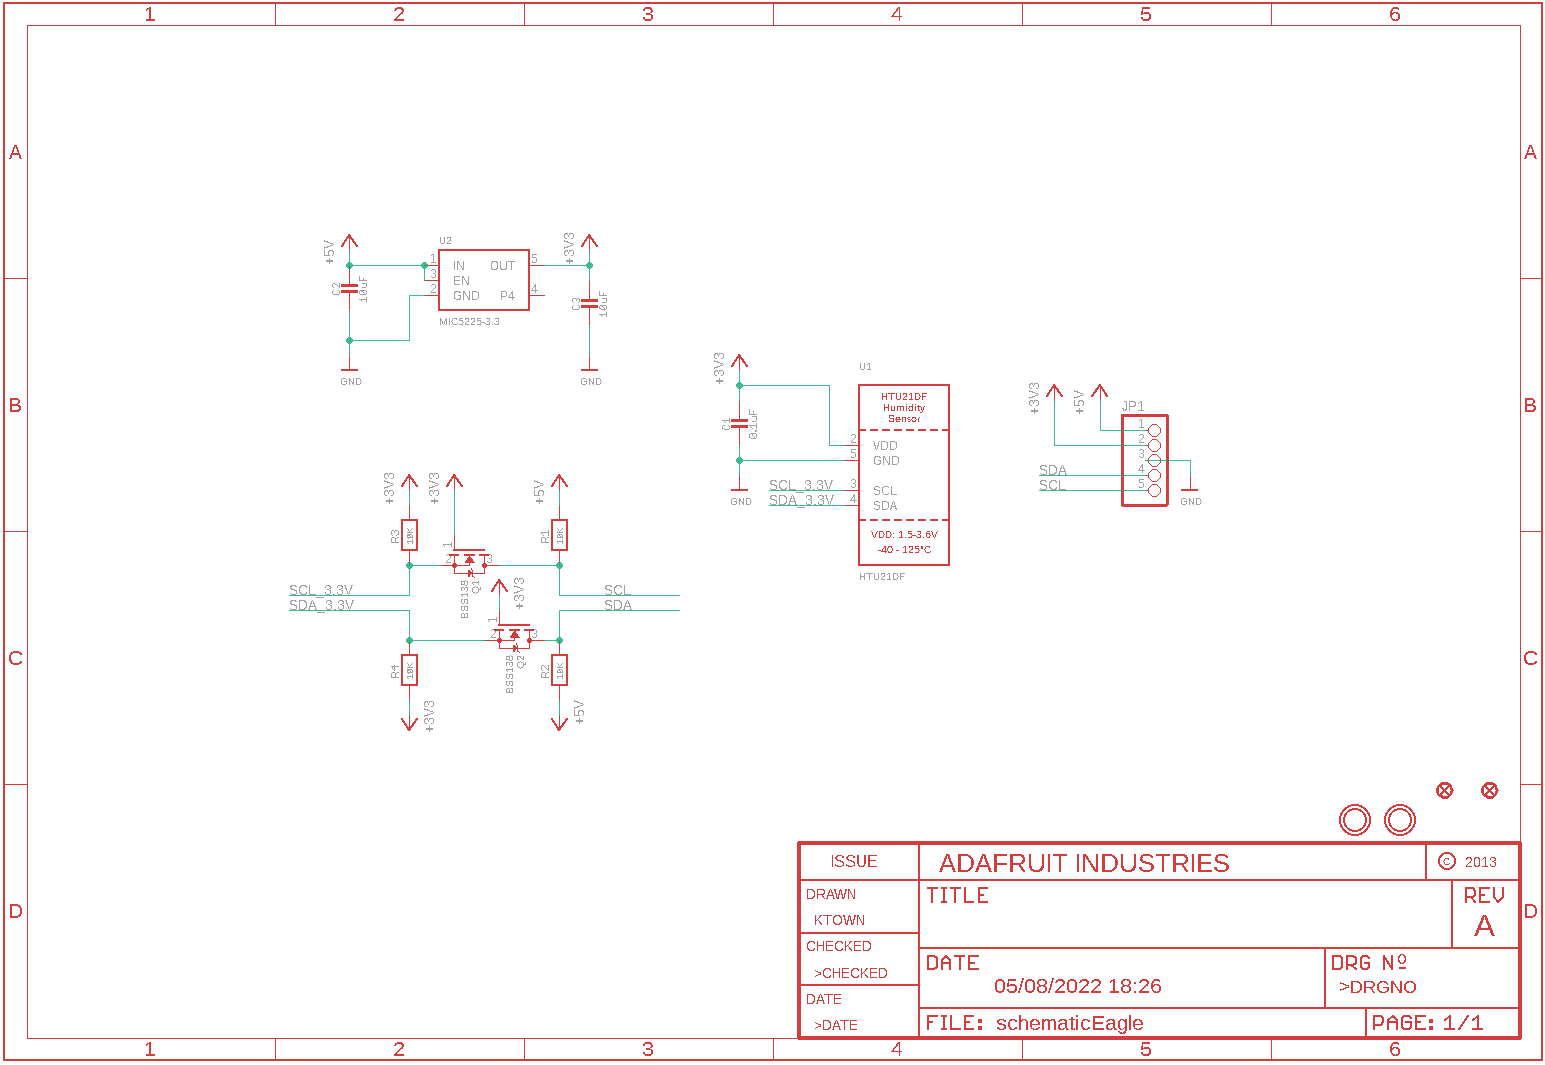 1 2 3 4 5 6
A A
B B
C C
D D
+5V
C2
10uF
GND
U2
1 IN OUT 5
3 EN
2 GND P4 4
MIC5225-3.3
+3V3
C3
10uF
GND
+3V3
C1
0.1uF
GND
U1
HTU21DF
Humidity
Sensor
2 VDD
5 GND
SCL_3.3V 3 SCL
SDA_3.3V 4 SDA
VDD: 1.5-3.6V
-40 - 125°C
HTU21DF
+3V3
+5V
JP1
1
2
3
SDA 4
SCL 5
GND
+3V3
+3V3
+5V
R3
10K
R1
10K
1
2 3
BSS138
Q1
SCL_3.3V
SDA_3.3V
SCL
SDA
+3V3
1
2 3
BSS138
Q2
R4
10K
R2
10K
+3V3
+5V
ISSUE ADAFRUIT INDUSTRIES © 2013
DRAWN
KTOWN
TITLE
REV
A
CHECKED
>CHECKED
DATE
05/08/2022 18:26
DRG Nº
>DRGNO
DATE
>DATE
FILE: schematicEagle PAGE: 1/1
1 2 3 4 5 6